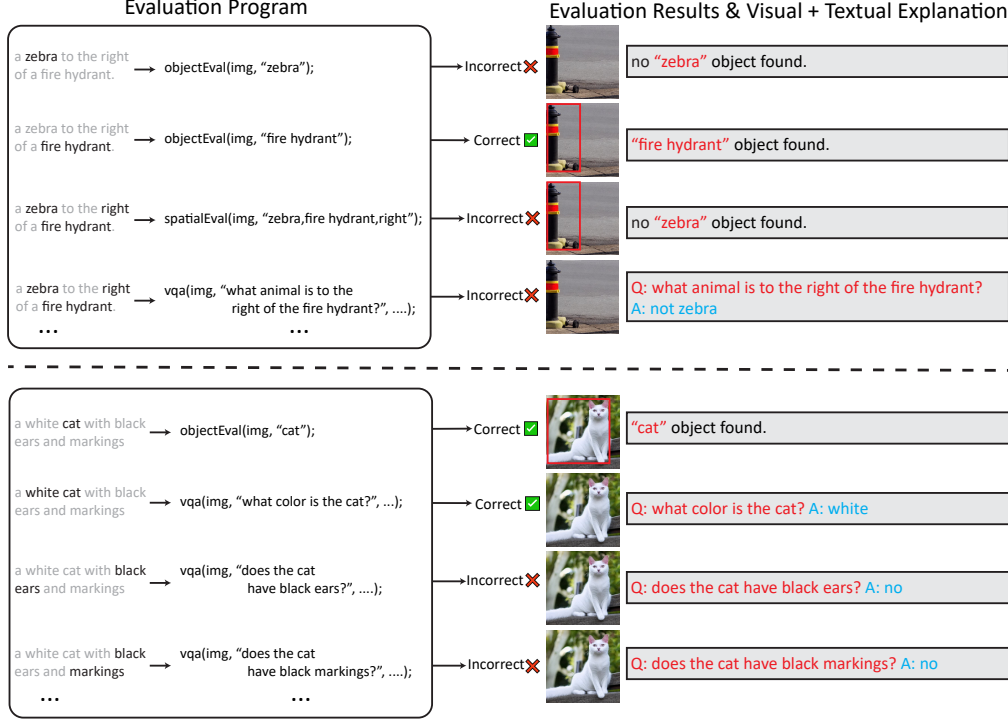 Evaluation Program
Evaluation Results & Visual + Textual Explanation
a zebra to the right
of a fire hydrant.
objectEval(img, “zebra”);
Incorrect
no “zebra” object found.
a zebra to the right
of a fire hydrant.
objectEval(img, “fire hydrant”);
Correct
“fire hydrant” object found.
a zebra to the right
of a fire hydrant.
spatialEval(img, “zebra,fire hydrant,right”);
Incorrect
no “zebra” object found.
a zebra to the right
of a fire hydrant.
vqa(img, “what animal is to the
right of the fire hydrant?”, ....);
Incorrect
Q: what animal is to the right of the fire hydrant?
A: not zebra
...
...
a white cat with black
ears and markings
objectEval(img, “cat”);
Correct
“cat” object found.
a white cat with black
ears and markings
vqa(img, “what color is the cat?”, ...);
Correct
Q: what color is the cat? A: white
a white cat with black
ears and markings
vqa(img, “does the cat
have black ears?”, ....);
Incorrect
Q: does the cat have black ears? A: no
a white cat with black
ears and markings
vqa(img, “does the cat
have black markings?”, ....);
Incorrect
Q: does the cat have black markings? A: no
...
...